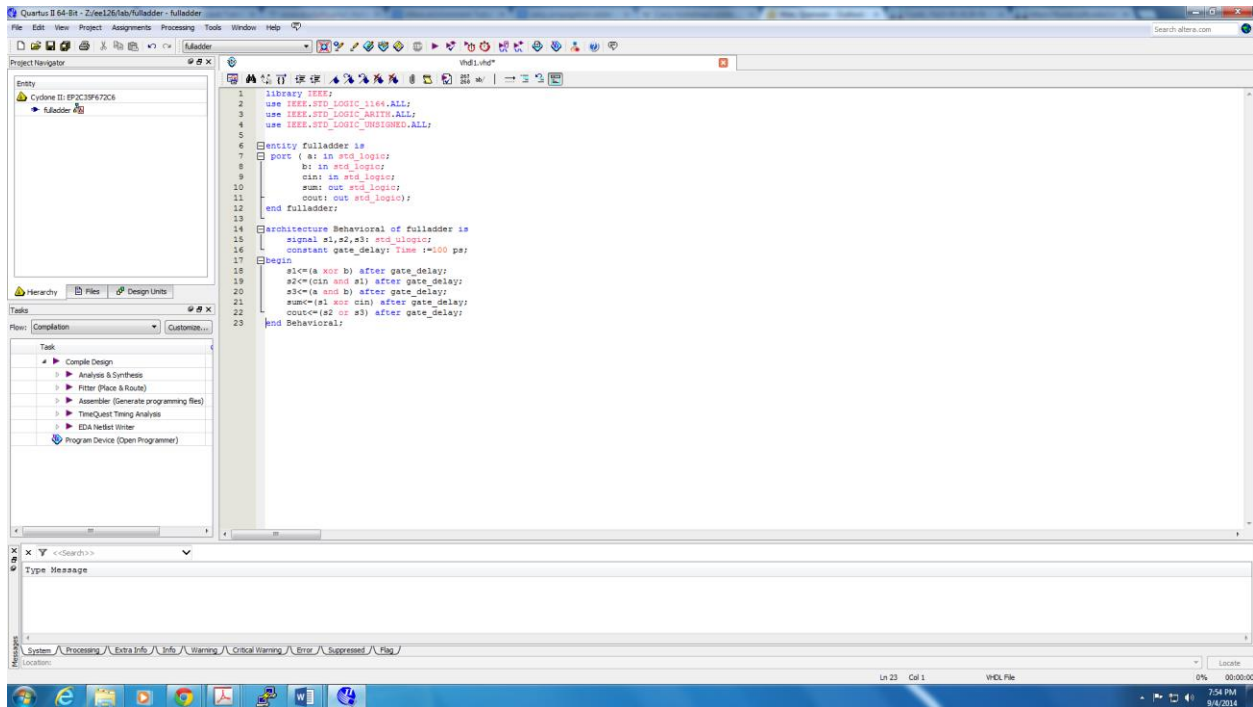 Quartus II 64-Bit - Z:/ee126/lab/fulladder - fulladder
File Edit View Project Assignments Processing Tools Window Help
Search altera.com
fulladder
Project Navigator
Vhdl1.vhd*
Entity
Cyclone II: EP2C35F672C6
fulladder
Hierarchy Files Design Units
Tasks
Flow: Compilation Customize...
Task
Compile Design
Analysis & Synthesis
Fitter (Place & Route)
Assembler (Generate programming files)
TimeQuest Timing Analysis
EDA Netlist Writer
Program Device (Open Programmer)
267
268
ab/
1 library IEEE;
2 use IEEE.STD_LOGIC_1164.ALL;
3 use IEEE.STD_LOGIC_ARITH.ALL;
4 use IEEE.STD_LOGIC_UNSIGNED.ALL;
5
6 entity fulladder is
7 port ( a: in std_logic;
8 b: in std_logic;
9 cin: in std_logic;
10 sum: out std_logic;
11 cout: out std_logic);
12 end fulladder;
13
14 architecture Behavioral of fulladder is
15 signal s1,s2,s3: std_ulogic;
16 constant gate_delay: Time :=100 ps;
17 begin
18 s1<=(a xor b) after gate_delay;
19 s2<=(cin and s1) after gate_delay;
20 s3<=(a and b) after gate_delay;
21 sum<=(s1 xor cin) after gate_delay;
22 cout<=(s2 or s3) after gate_delay;
23 end Behavioral;
<<Search>>
Type Message
Messages
System Processing Extra Info Info Warning Critical Warning Error Suppressed Flag
Location: Locate
Ln 23 Col 1 VHDL File 0% 00:00:00
7:54 PM
9/4/2014